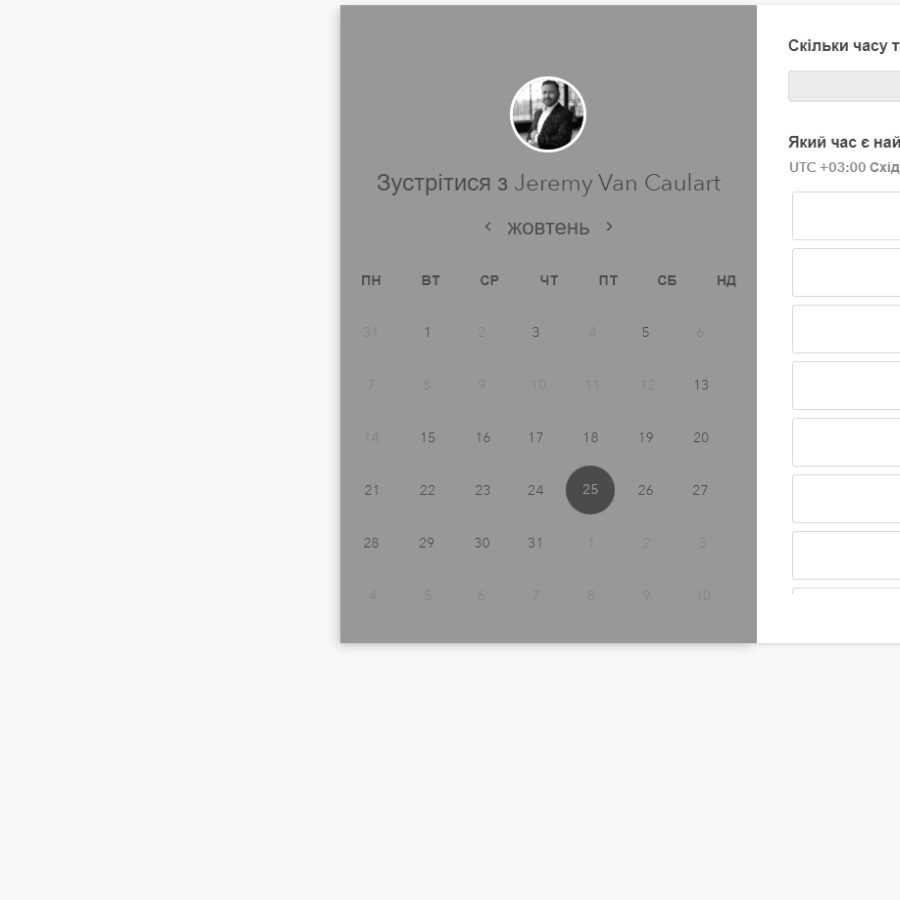 Зустрітися з Jeremy Van Caulart
‹ жовтень ›
ПН ВТ СР ЧТ ПТ СБ НД
31 1 2 3 4 5 6
7 8 9 10 11 12 13
14 15 16 17 18 19 20
21 22 23 24 25 26 27
28 29 30 31 1 2 3
4 5 6 7 8 9 10
Скільки часу т
Який час є най
UTC +03:00 Схід